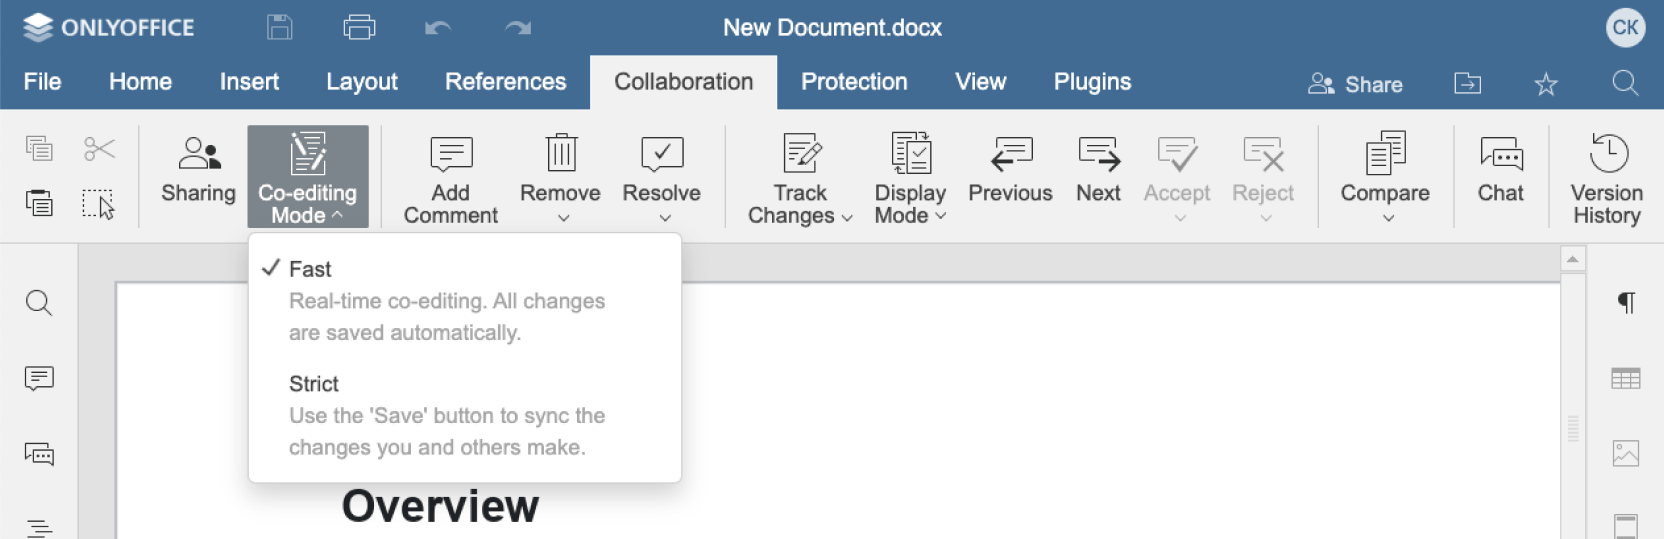 ONLYOFFICE
New Document.docx
CK
File Home Insert Layout References Collaboration Protection View Plugins
Share
Sharing
Co-editing
Mode
Add
Comment
Remove
Resolve
Track
Changes
Display
Mode
Previous
Next
Accept
Reject
Compare
Chat
Version
History
Fast
Real-time co-editing. All changes
are saved automatically.
Strict
Use the 'Save' button to sync the
changes you and others make.
Overview